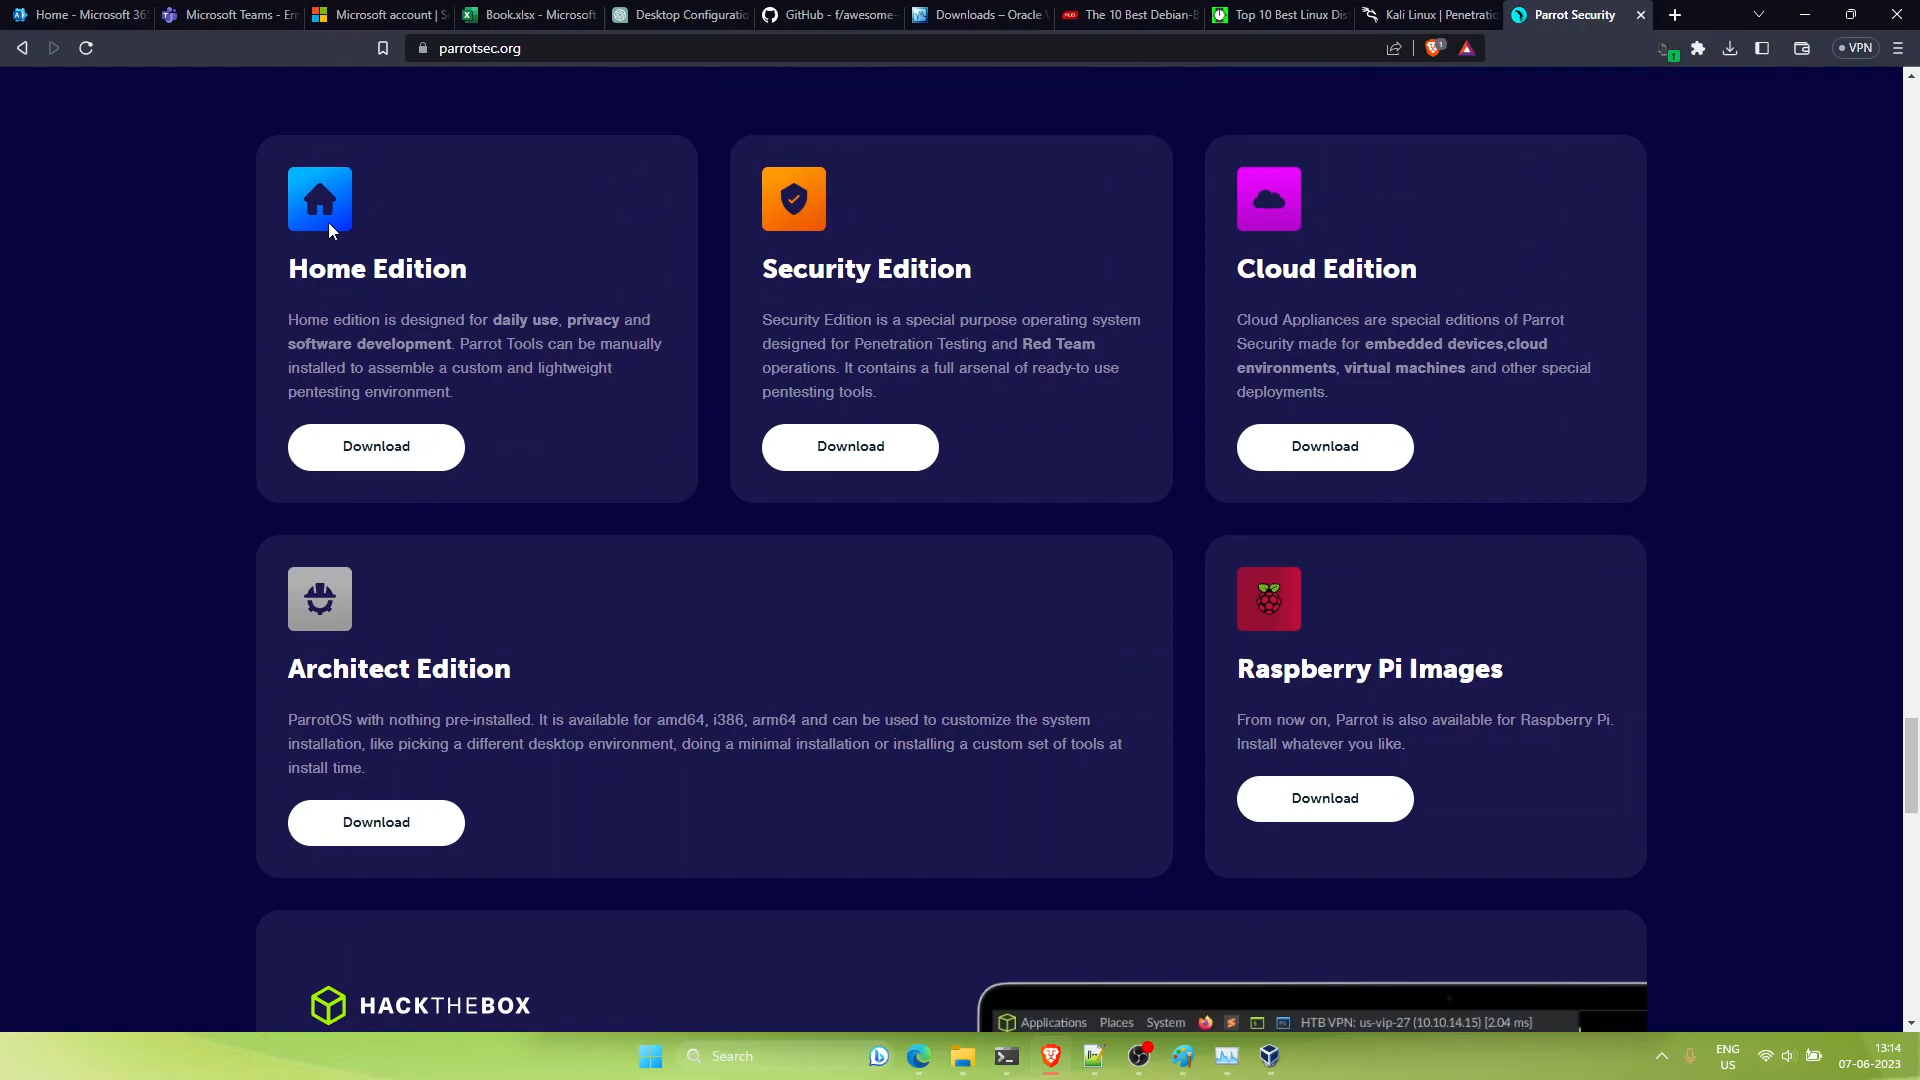 Home - Microsoft 36
Microsoft Teams - Err
Microsoft account | S
Book.xlsx - Microsoft
Desktop Configuratio
GitHub - f/awesome-
Downloads – Oracle V
The 10 Best Debian-B
Top 10 Best Linux Dis
Kali Linux | Penetratio
Parrot Security
parrotsec.org
1
1
VPN
Home Edition
Home edition is designed for daily use, privacy and
software development. Parrot Tools can be manually
installed to assemble a custom and lightweight
pentesting environment.
Download
Security Edition
Security Edition is a special purpose operating system
designed for Penetration Testing and Red Team
operations. It contains a full arsenal of ready-to use
pentesting tools.
Download
Cloud Edition
Cloud Appliances are special editions of Parrot
Security made for embedded devices,cloud
environments, virtual machines and other special
deployments.
Download
Architect Edition
ParrotOS with nothing pre-installed. It is available for amd64, i386, arm64 and can be used to customize the system
installation, like picking a different desktop environment, doing a minimal installation or installing a custom set of tools at
install time.
Download
Raspberry Pi Images
From now on, Parrot is also available for Raspberry Pi.
Install whatever you like.
Download
HACKTHEBOX
Applications Places System HTB VPN: us-vip-27 (10.10.14.15) [2.04 ms]
Search
ENG
US
13:14
07-06-2023